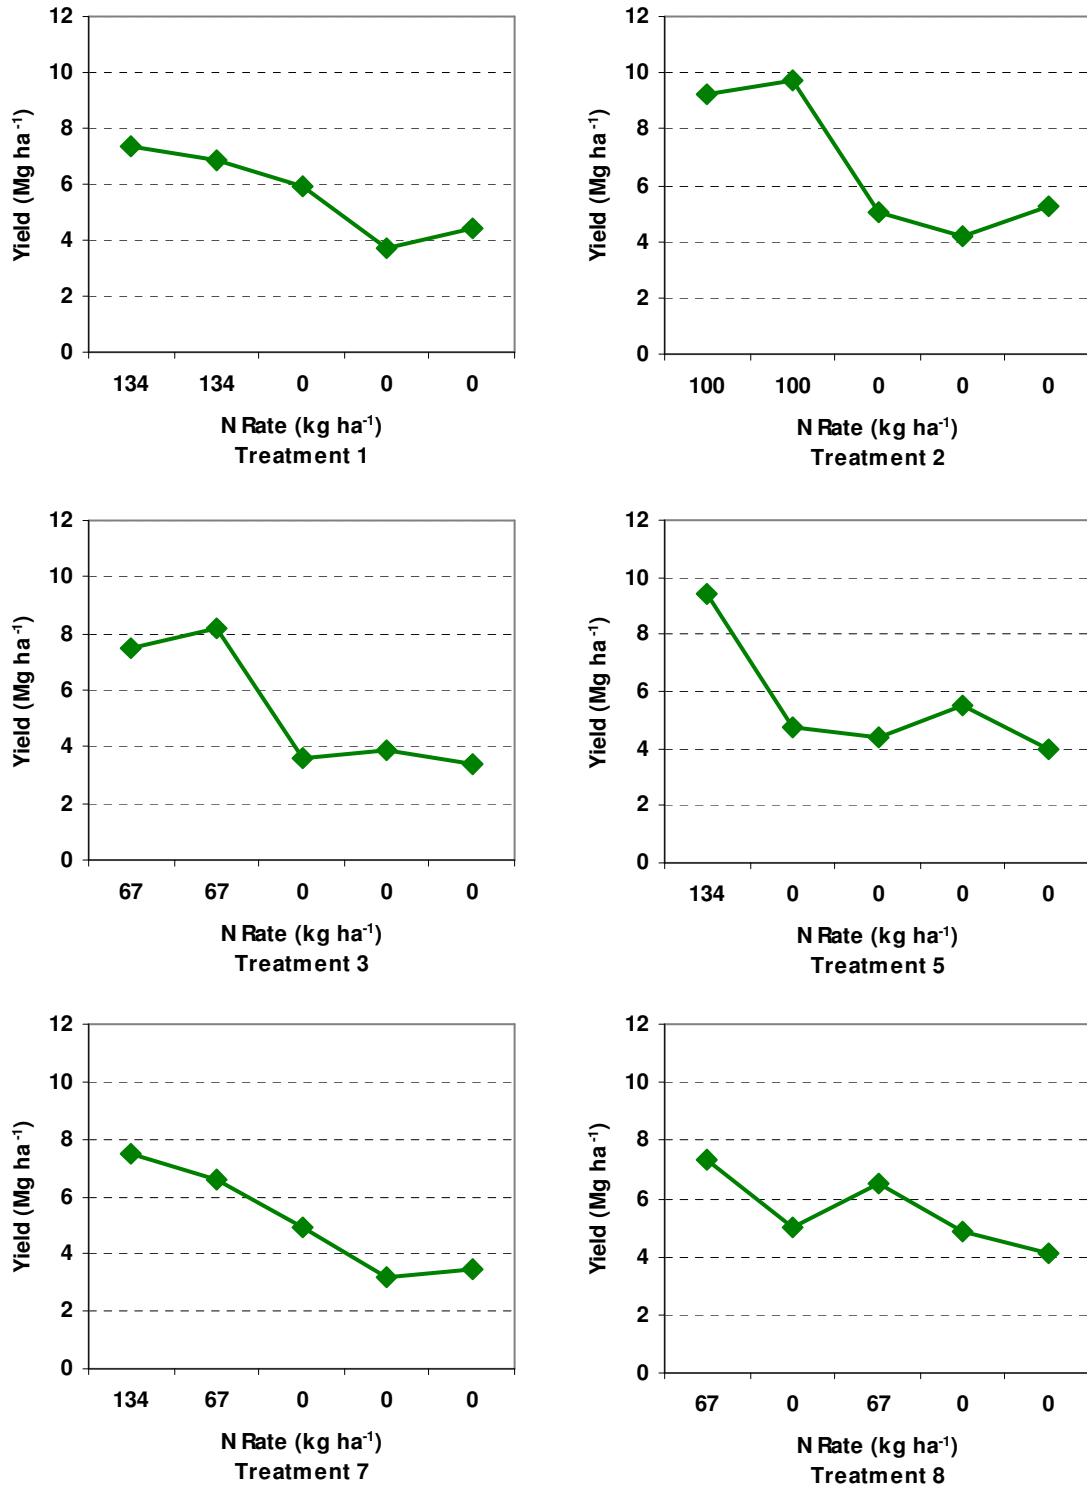 12
10
8
6
4
2
0
Yield (Mg ha⁻¹)
134 134 0 0 0
N Rate (kg ha⁻¹)
Treatment 1
12
10
8
6
4
2
0
Yield (Mg ha⁻¹)
100 100 0 0 0
N Rate (kg ha⁻¹)
Treatment 2
12
10
8
6
4
2
0
Yield (Mg ha⁻¹)
67 67 0 0 0
N Rate (kg ha⁻¹)
Treatment 3
12
10
8
6
4
2
0
Yield (Mg ha⁻¹)
134 0 0 0 0
N Rate (kg ha⁻¹)
Treatment 5
12
10
8
6
4
2
0
Yield (Mg ha⁻¹)
134 67 0 0 0
N Rate (kg ha⁻¹)
Treatment 7
12
10
8
6
4
2
0
Yield (Mg ha⁻¹)
67 0 67 0 0
N Rate (kg ha⁻¹)
Treatment 8